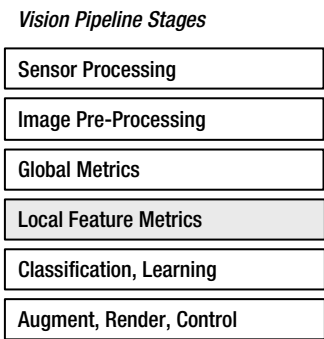 Vision Pipeline Stages
Sensor Processing
Image Pre-Processing
Global Metrics
Local Feature Metrics
Classification, Learning
Augment, Render, Control